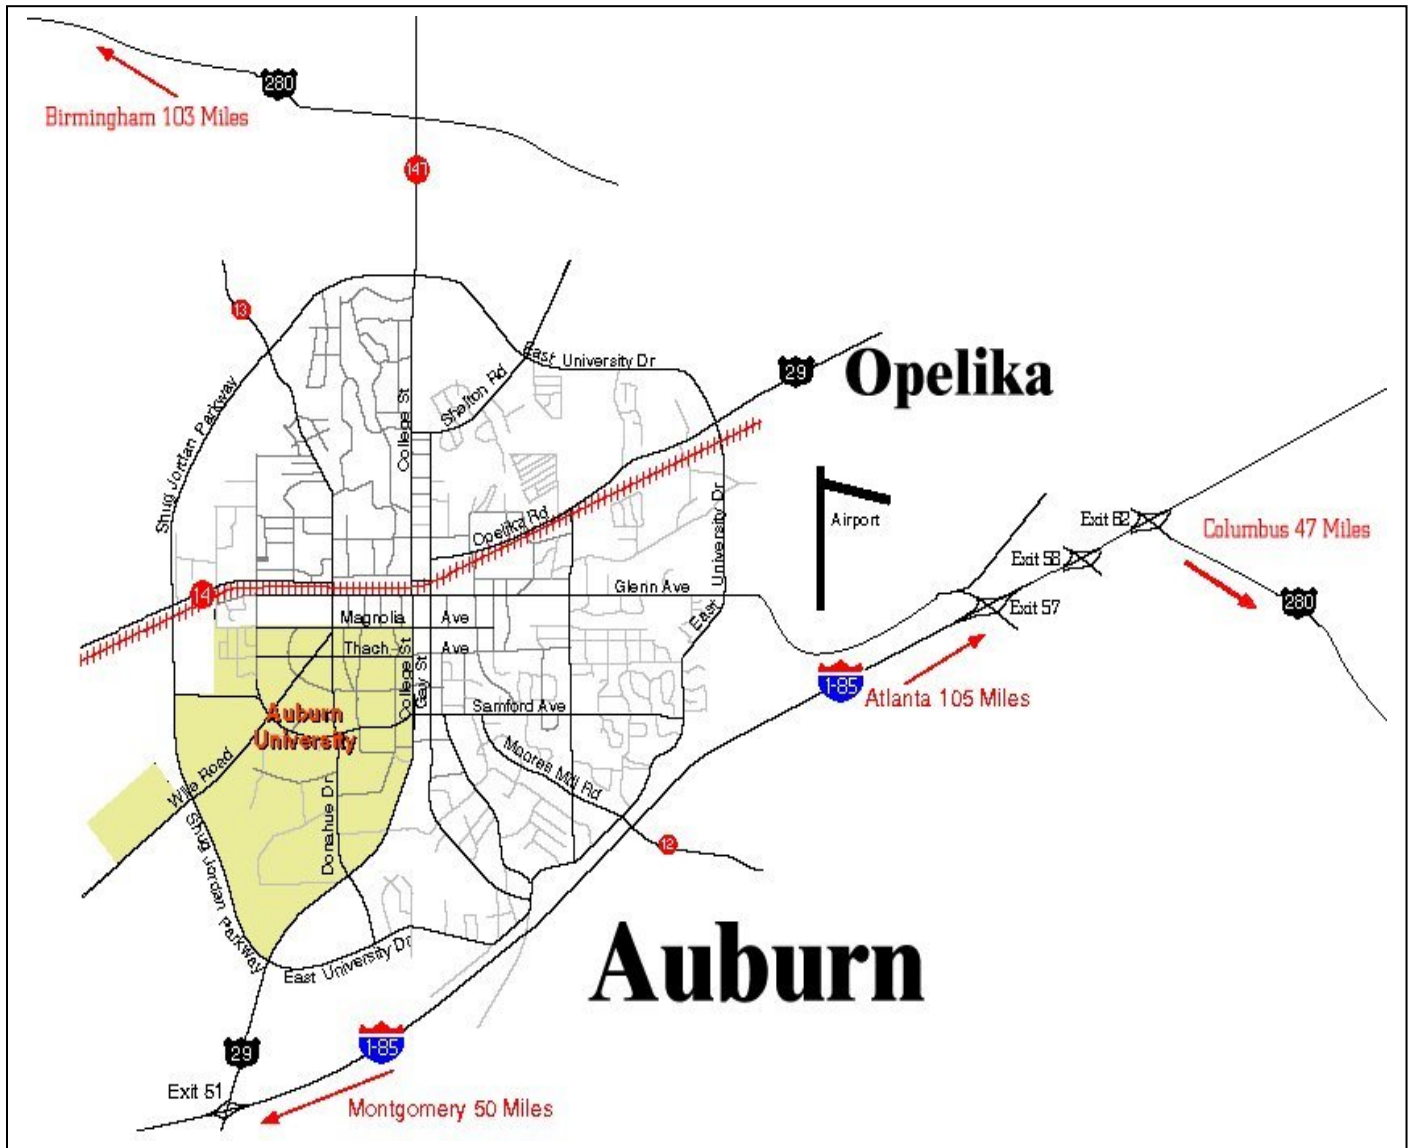 280
Birmingham 103 Miles
147
13
East University Dr
29
Opelika
Shug Jordan Parkway
College St
Shelton Rd
Opelika Rd
East University Dr
Airport
Exit 62
Columbus 47 Miles
Exit 58
280
Exit 57
14
Glenn Ave
Magnolia Ave
Thach Ave
College St
Gay St
I-85
Atlanta 105 Miles
Samford Ave
Auburn
University
Moores Mill Rd
Wire Road
Donahue Dr
12
Shug Jordan Parkway
East University Dr
Auburn
29
I-85
Exit 51
Montgomery 50 Miles